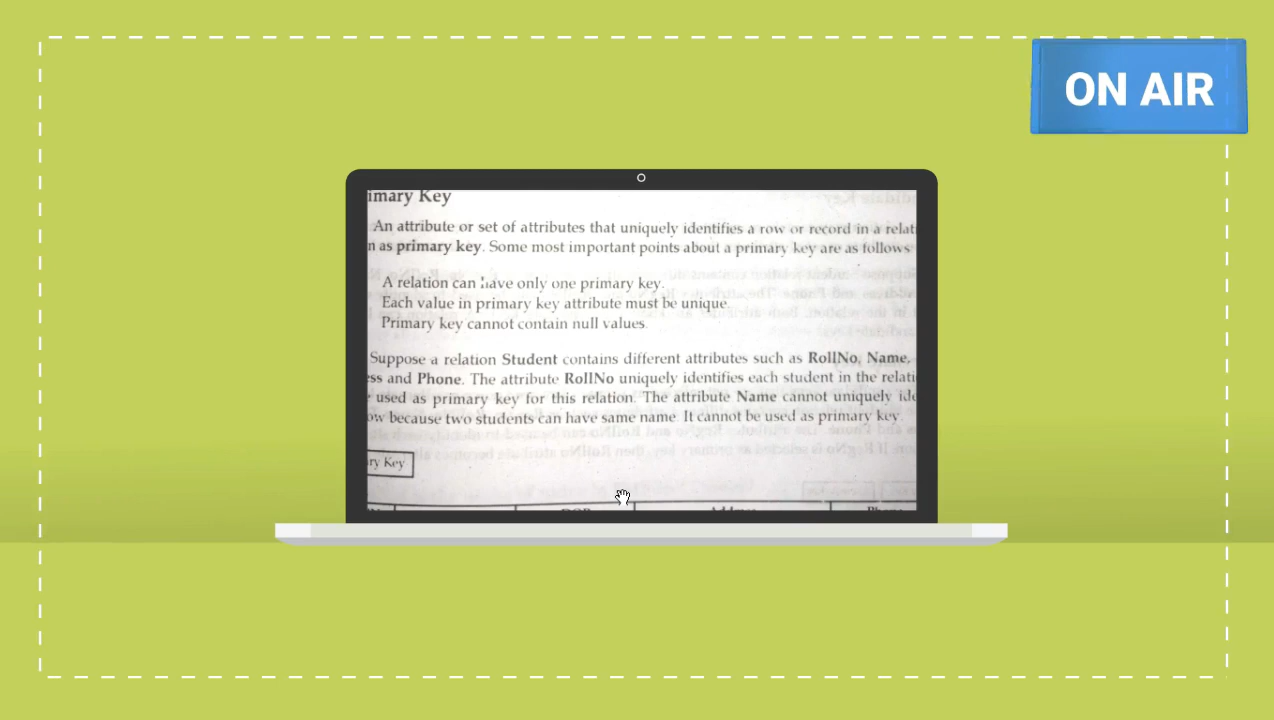 ON AIR
imary Key
An attribute or set of attributes that uniquely identifies a row or record in a relat
n as primary key. Some most important points about a primary key are as follows
A relation can have only one primary key.
Each value in primary key attribute must be unique.
Primary key cannot contain null values.
Suppose a relation Student contains different attributes such as RollNo, Name,
ess and Phone. The attribute RollNo uniquely identifies each student in the relati
used as primary key for this relation. The attribute Name cannot uniquely ide
ow because two students can have same name. It cannot be used as primary key.
ry Key